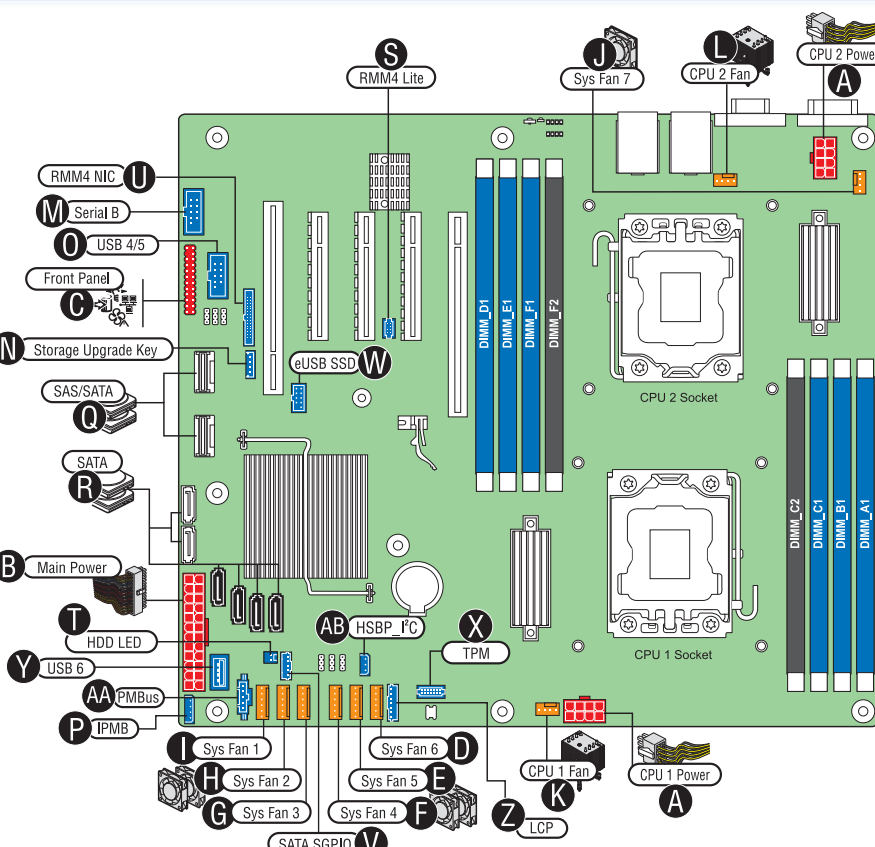 S
RMM4 Lite
J
Sys Fan 7
L
CPU 2 Fan
CPU 2 Powe
A
RMM4 NIC
U
M
Serial B
O
USB 4/5
Front Panel
C
N
Storage Upgrade Key
SAS/SATA
Q
SATA
R
eUSB SSD
W
DIMM_D1
DIMM_E1
DIMM_F1
DIMM_F2
CPU 2 Socket
DIMM_C2
DIMM_C1
DIMM_B1
DIMM_A1
CPU 1 Socket
B
Main Power
T
HDD LED
AB
HSBP_I²C
X
TPM
Y
USB 6
AA
PMBus
P
IPMB
I
Sys Fan 1
H
Sys Fan 2
G
Sys Fan 3
Sys Fan 6
D
Sys Fan 5
E
Sys Fan 4
F
SATA SGPIO
V
Z
LCP
CPU 1 Fan
K
CPU 1 Power
A